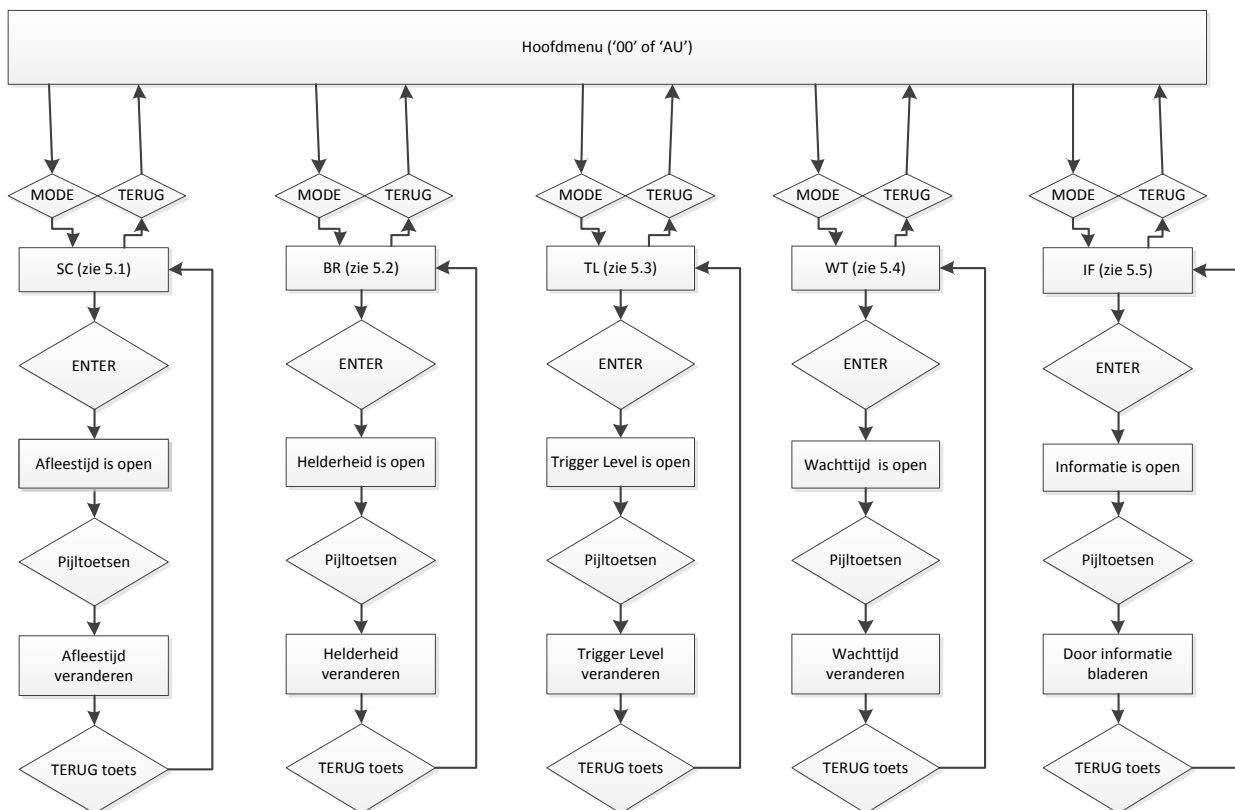 Hoofdmenu (‘00’ of ‘AU’)
MODE
TERUG
MODE
TERUG
MODE
TERUG
MODE
TERUG
MODE
TERUG
SC (zie 5.1)
BR (zie 5.2)
TL (zie 5.3)
WT (zie 5.4)
IF (zie 5.5)
ENTER
ENTER
ENTER
ENTER
ENTER
Afleestijd is open
Helderheid is open
Trigger Level is open
Wachttijd is open
Informatie is open
Pijltoetsen
Pijltoetsen
Pijltoetsen
Pijltoetsen
Pijltoetsen
Afleestijd
veranderen
Helderheid
veranderen
Trigger Level
veranderen
Wachttijd
veranderen
Door informatie
bladeren
TERUG toets
TERUG toets
TERUG toets
TERUG toets
TERUG toets